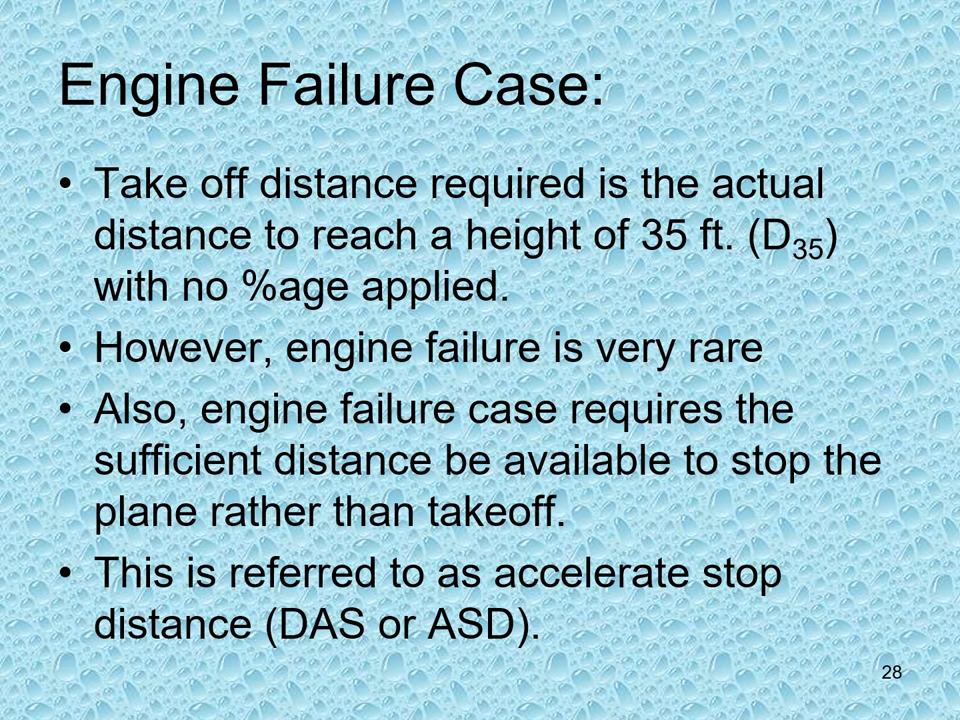 Engine Failure Case:
• Take off distance required is the actual
distance to reach a height of 35 ft. (D35)
with no %age applied.
• However, engine failure is very rare
• Also, engine failure case requires the
sufficient distance be available to stop the
plane rather than takeoff.
• This is referred to as accelerate stop
distance (DAS or ASD).
28